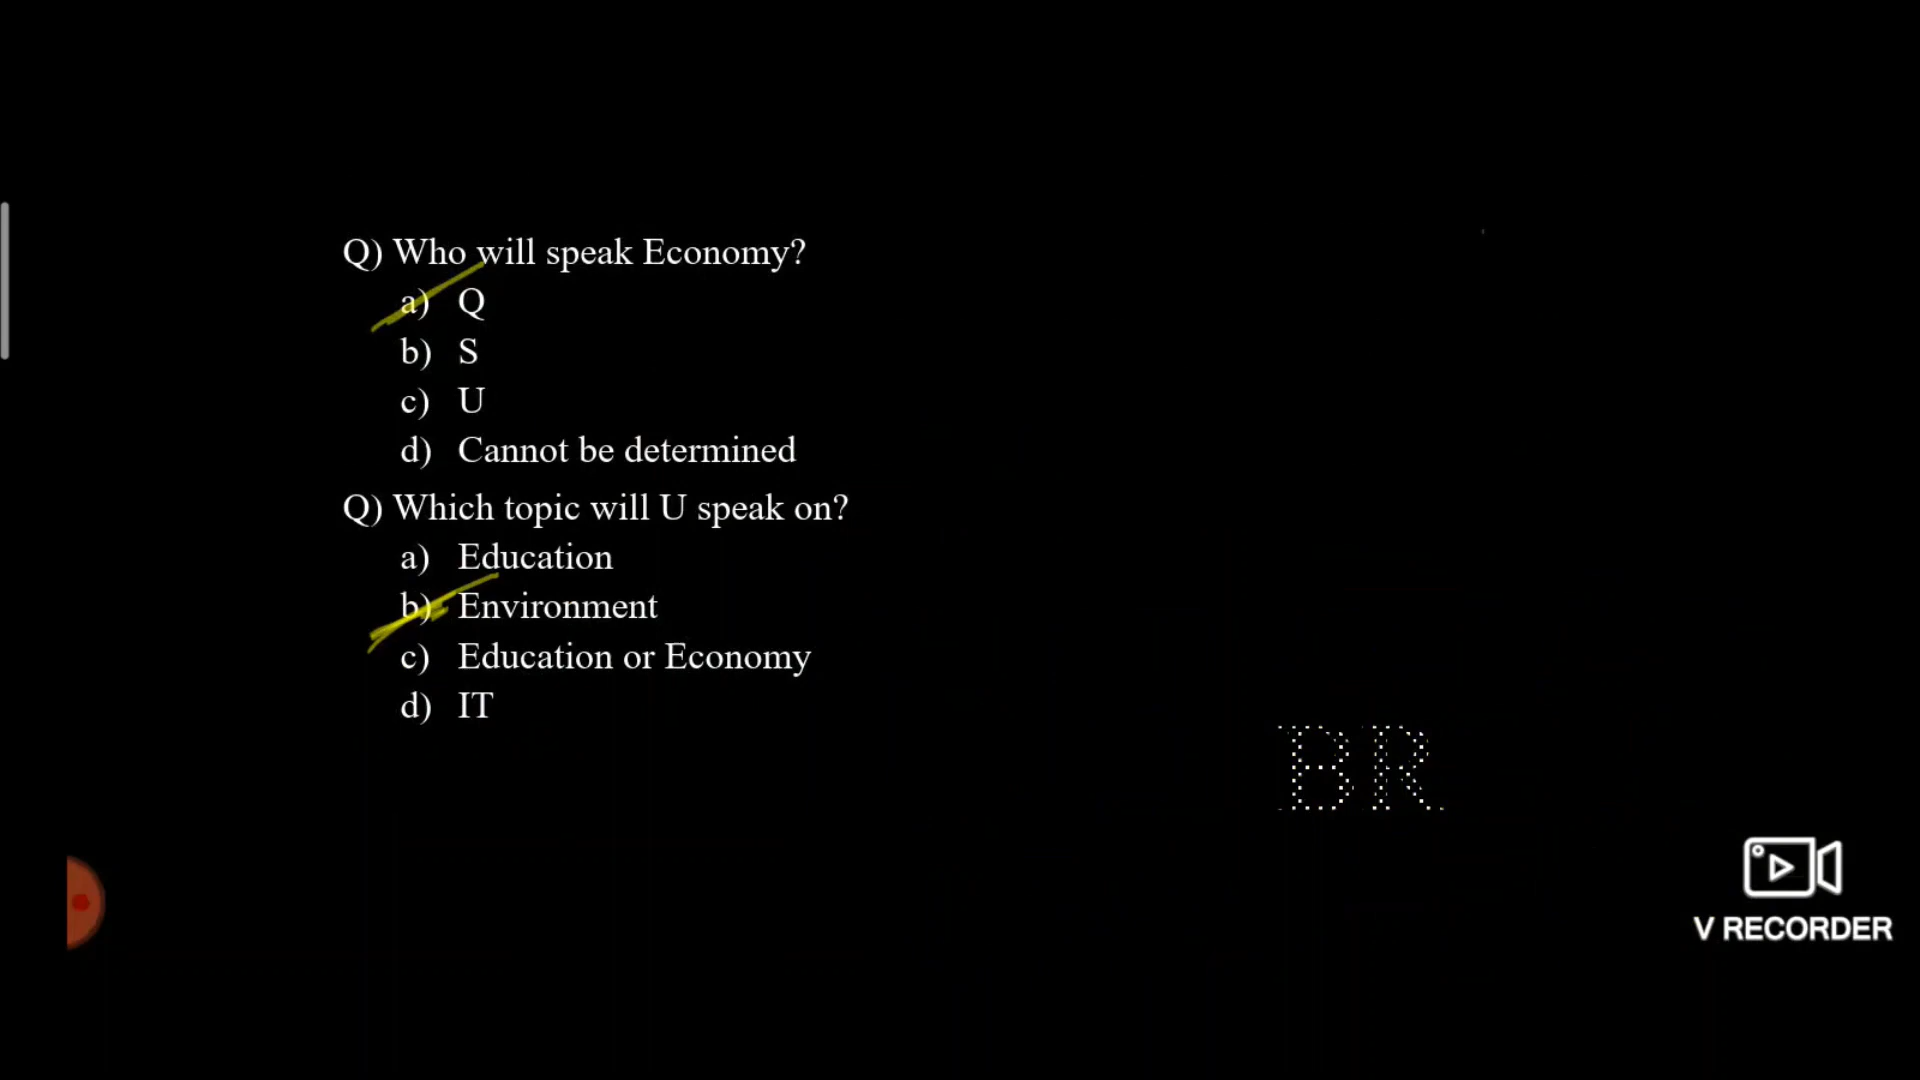 Q) Who will speak Economy?
a) Q
b) S
c) U
d) Cannot be determined
Q) Which topic will U speak on?
a) Education
b) Environment
c) Education or Economy
d) IT
BR
V RECORDER